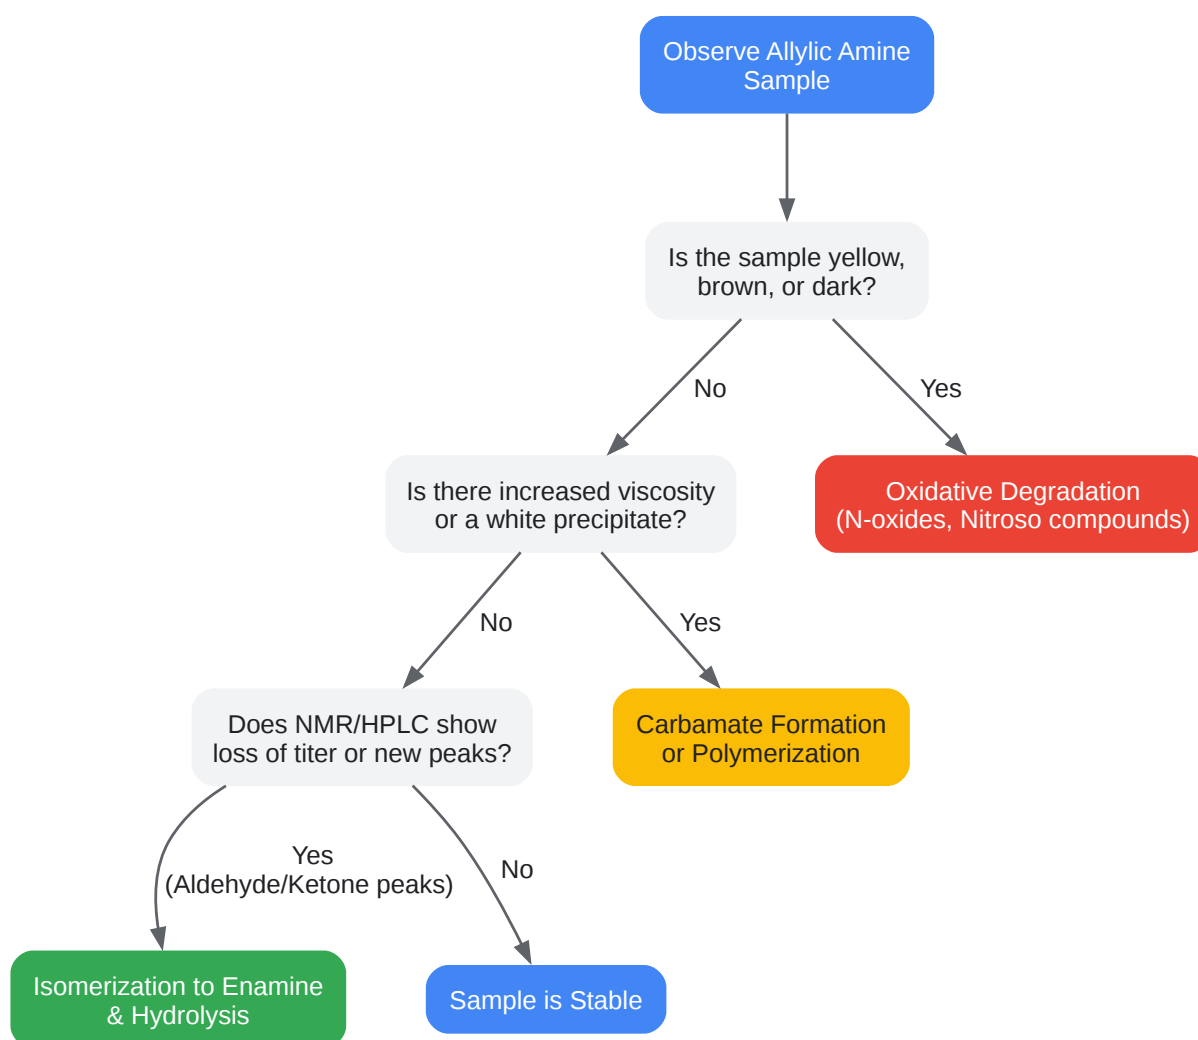 Observe Allylic Amine
Sample
Is the sample yellow,
brown, or dark?
No
Yes
Is there increased viscosity
or a white precipitate?
Oxidative Degradation
(N-oxides, Nitroso compounds)
No
Yes
Does NMR/HPLC show
loss of titer or new peaks?
Carbamate Formation
or Polymerization
Yes
(Aldehyde/Ketone peaks)
No
Isomerization to Enamine
& Hydrolysis
Sample is Stable